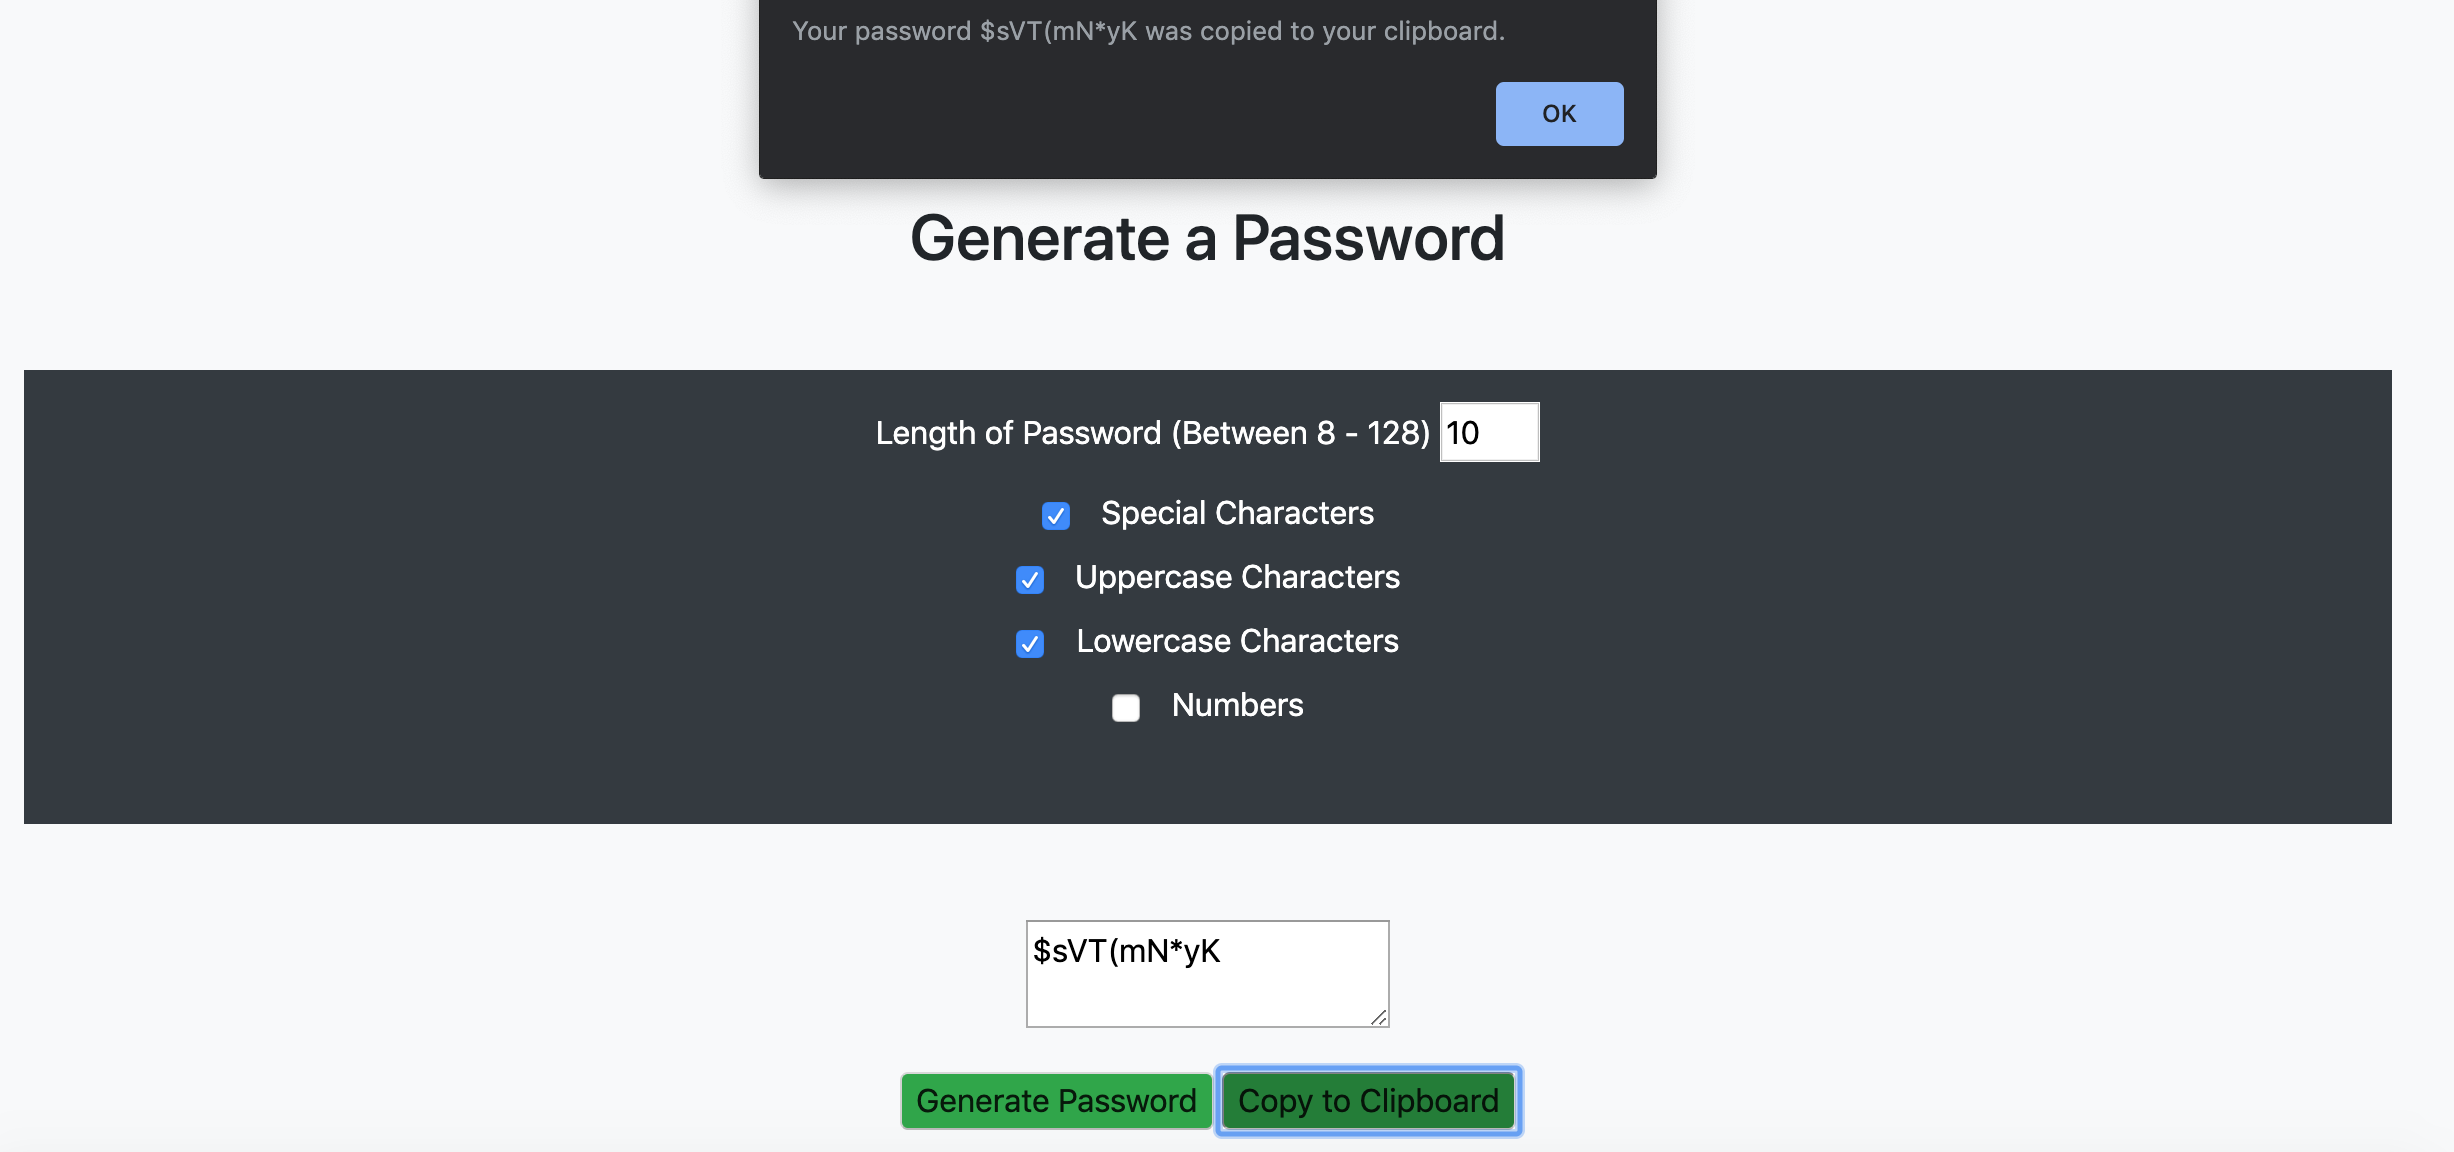 Your password $sVT(mN*yK was copied to your clipboard.
OK
Generate a Password
Length of Password (Between 8 - 128) 10
Special Characters
Uppercase Characters
Lowercase Characters
Numbers
$sVT(mN*yK
Generate Password Copy to Clipboard